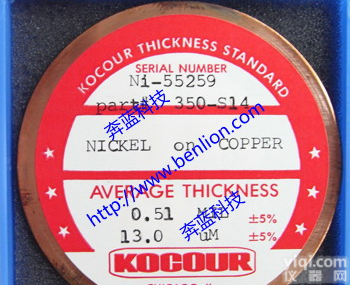 KOCOUR THICKNESS STANDARD
SERIAL NUMBER
Ni-55259
part# 350-S14
NICKEL on COPPER
AVERAGE THICKNESS
0.51 ±5%
13.0 uM ±5%
KOCOUR
奔蓝科技
http://www.benlion.com
奔蓝科技
yiqi.com
仪器网